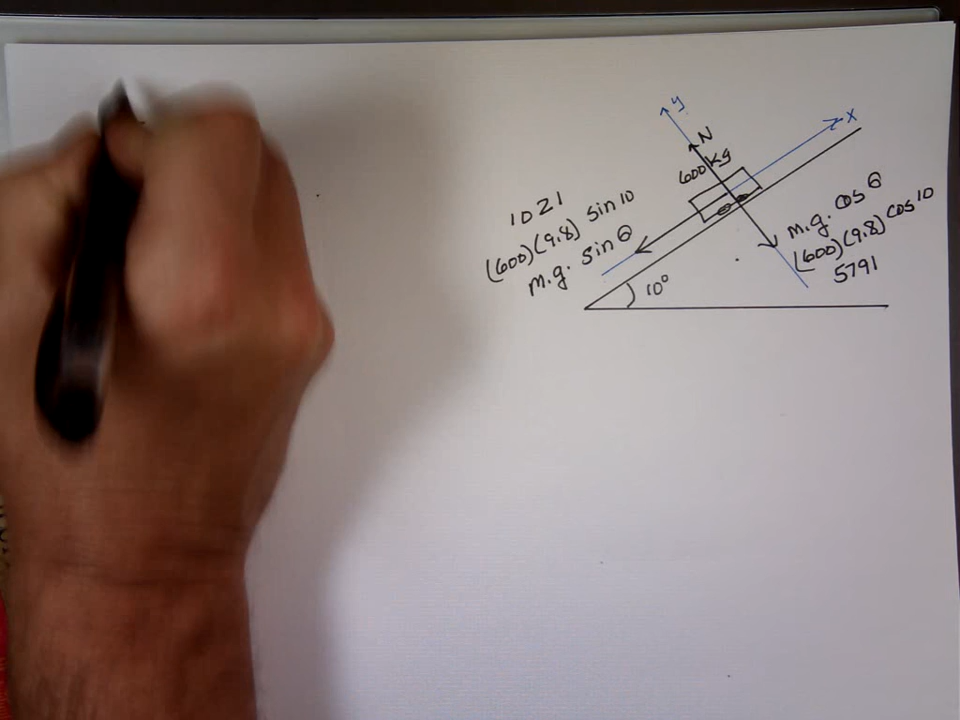 y
N
x
600 kg
1021
(600)(9.8) sin 10
m.g. sin θ
m.g. cos θ
(600)(9.8) cos 10
5791
10°